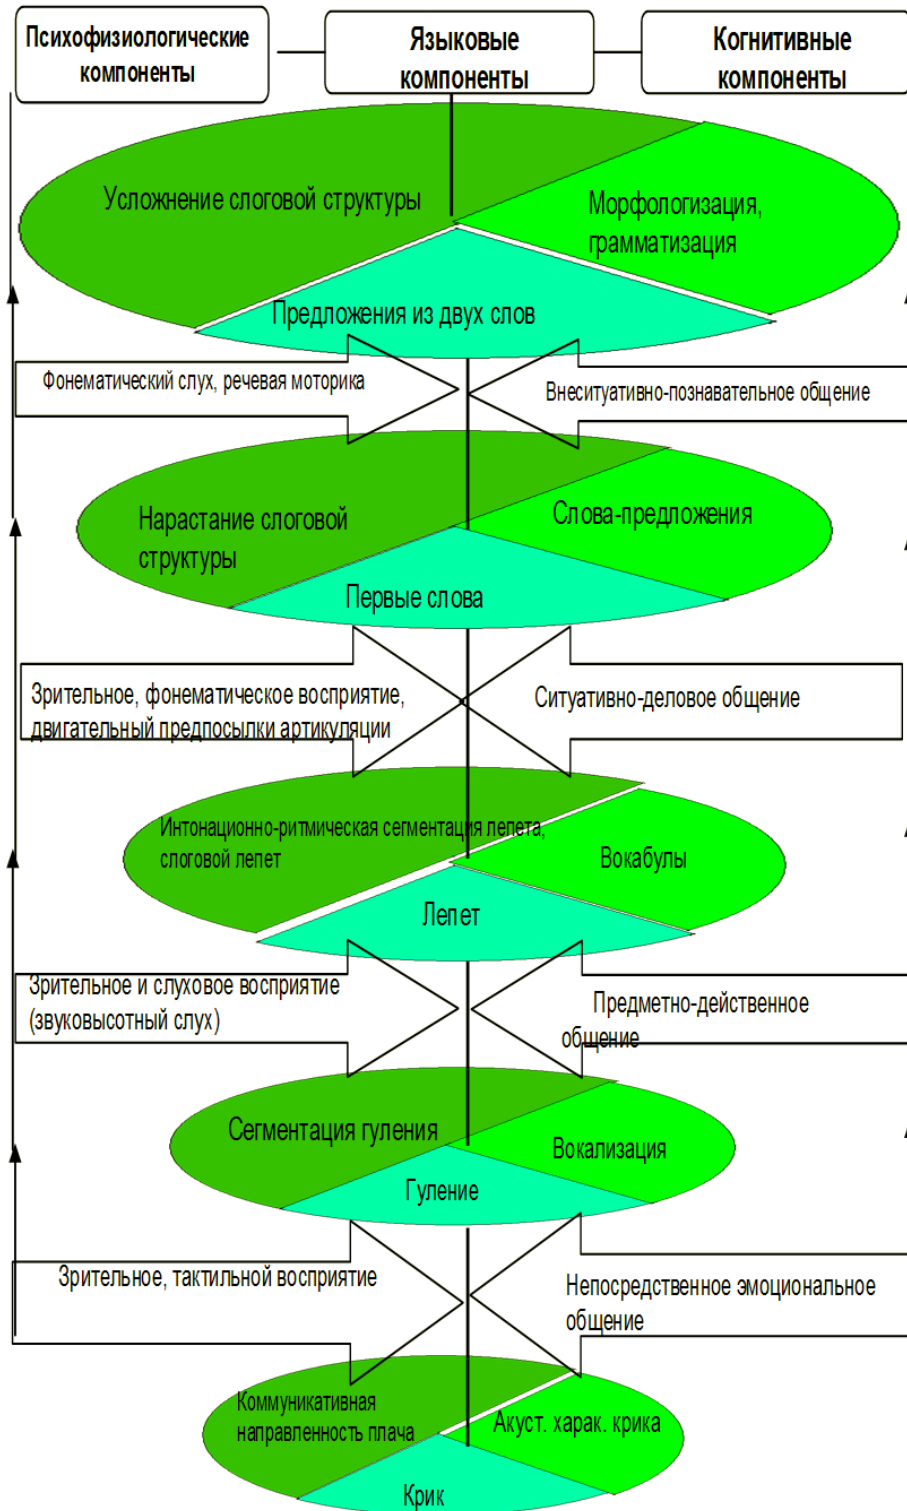 Психофизиологические
компоненты
Языковые
компоненты
Когнитивные
компоненты
Усложнение слоговой структуры
Морфологизация,
грамматизация
Предложения из двух слов
Фонематический слух, речевая моторика
Внеситуативно-познавательное общение
Нарастание слоговой
структуры
Слова-предложения
Первые слова
Зрительное, фонематическое восприятие,
двигательный предпосылки артикуляции
Ситуативно-деловое общение
Интонационно-ритмическая сегментация лепета,
слоговой лепет
Вокабулы
Лепет
Зрительное и слуховое восприятие
(звуковысотный слух)
Предметно-действенное
общение
Сегментация гуления
Вокализация
Гуление
Зрительное, тактильной восприятие
Непосредственное эмоциональное
общение
Коммуникативная
направленность плача
Акуст. харак. крика
Крик